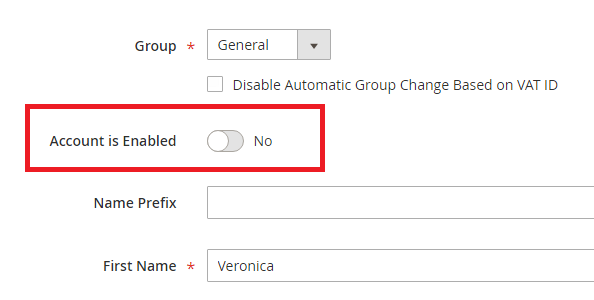 Group * General
Disable Automatic Group Change Based on VAT ID
Account is Enabled No
Name Prefix
First Name * Veronica